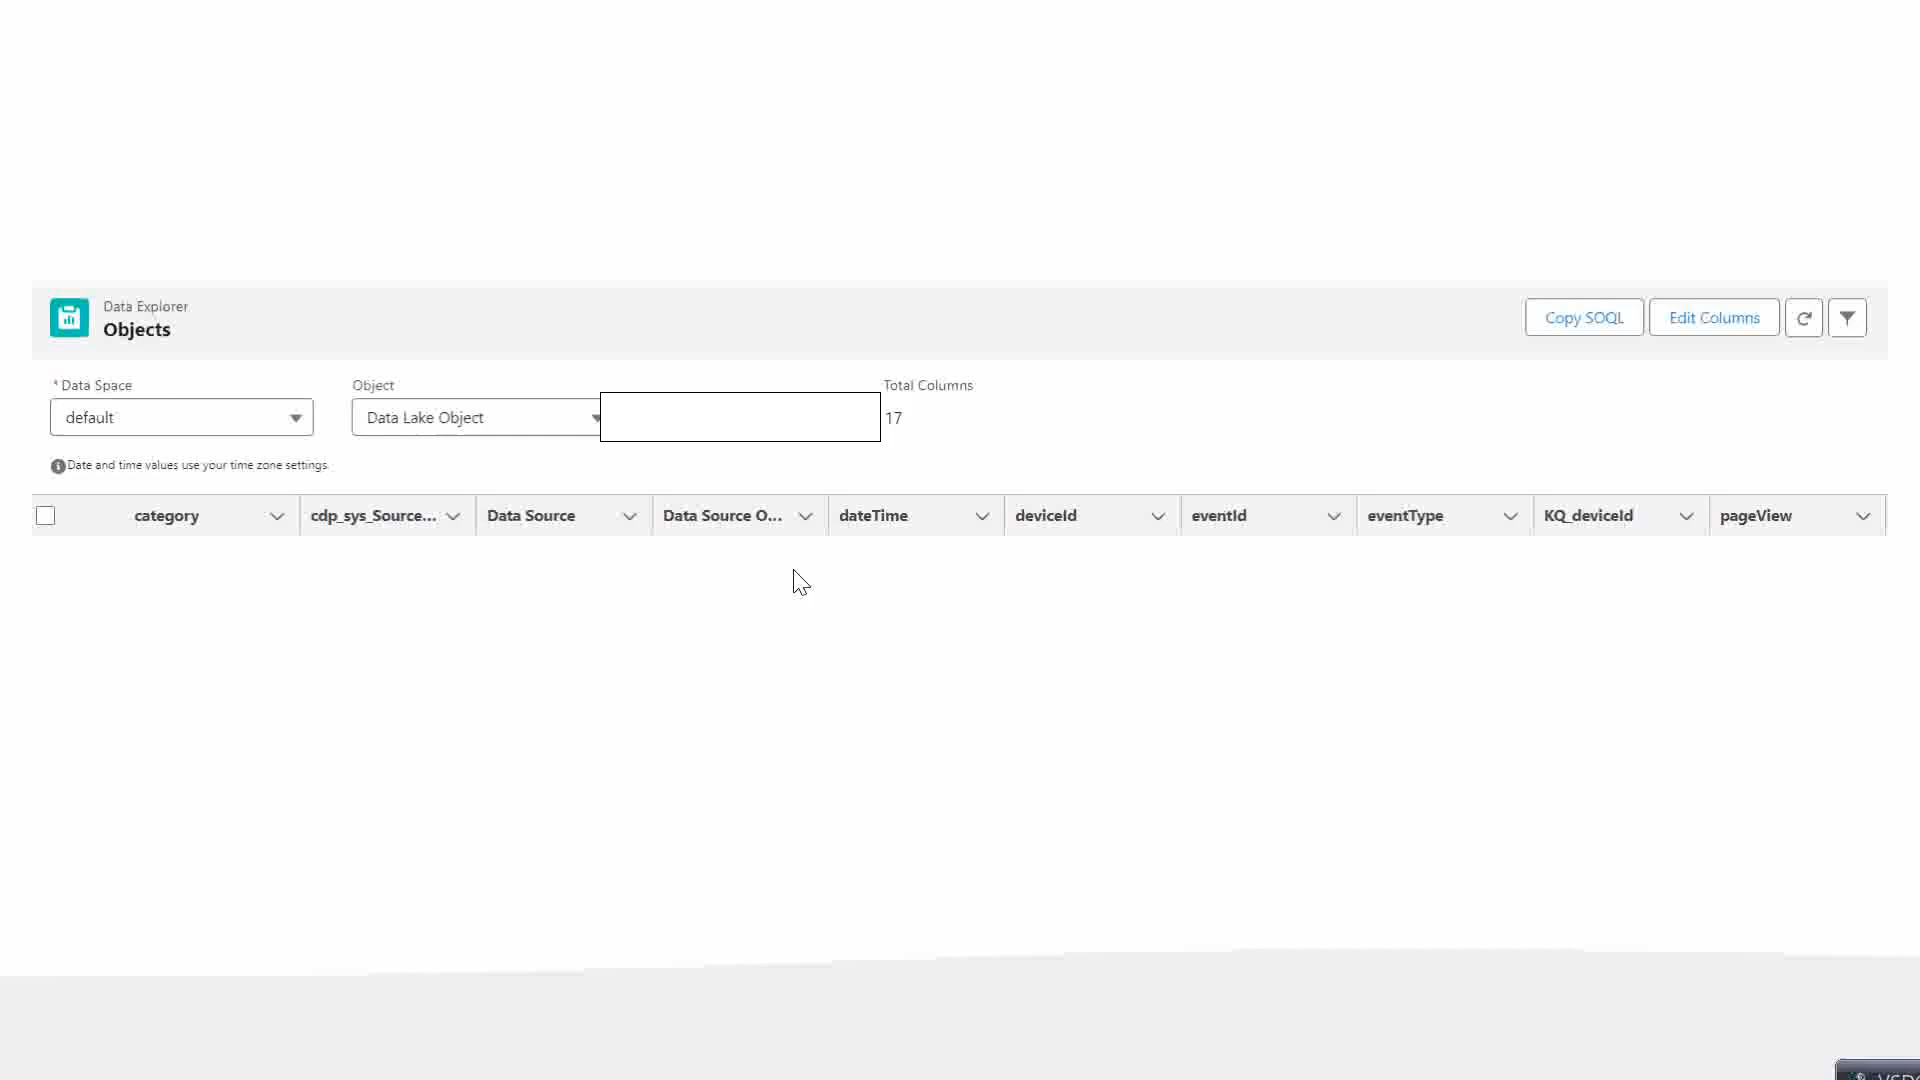 Data Explorer
Objects
Copy SOQL
Edit Columns
* Data Space
Object
Total Columns
default
Data Lake Object
17
Date and time values use your time zone settings.
category
cdp_sys_Source...
Data Source
Data Source O...
dateTime
deviceId
eventId
eventType
KQ_deviceId
pageView